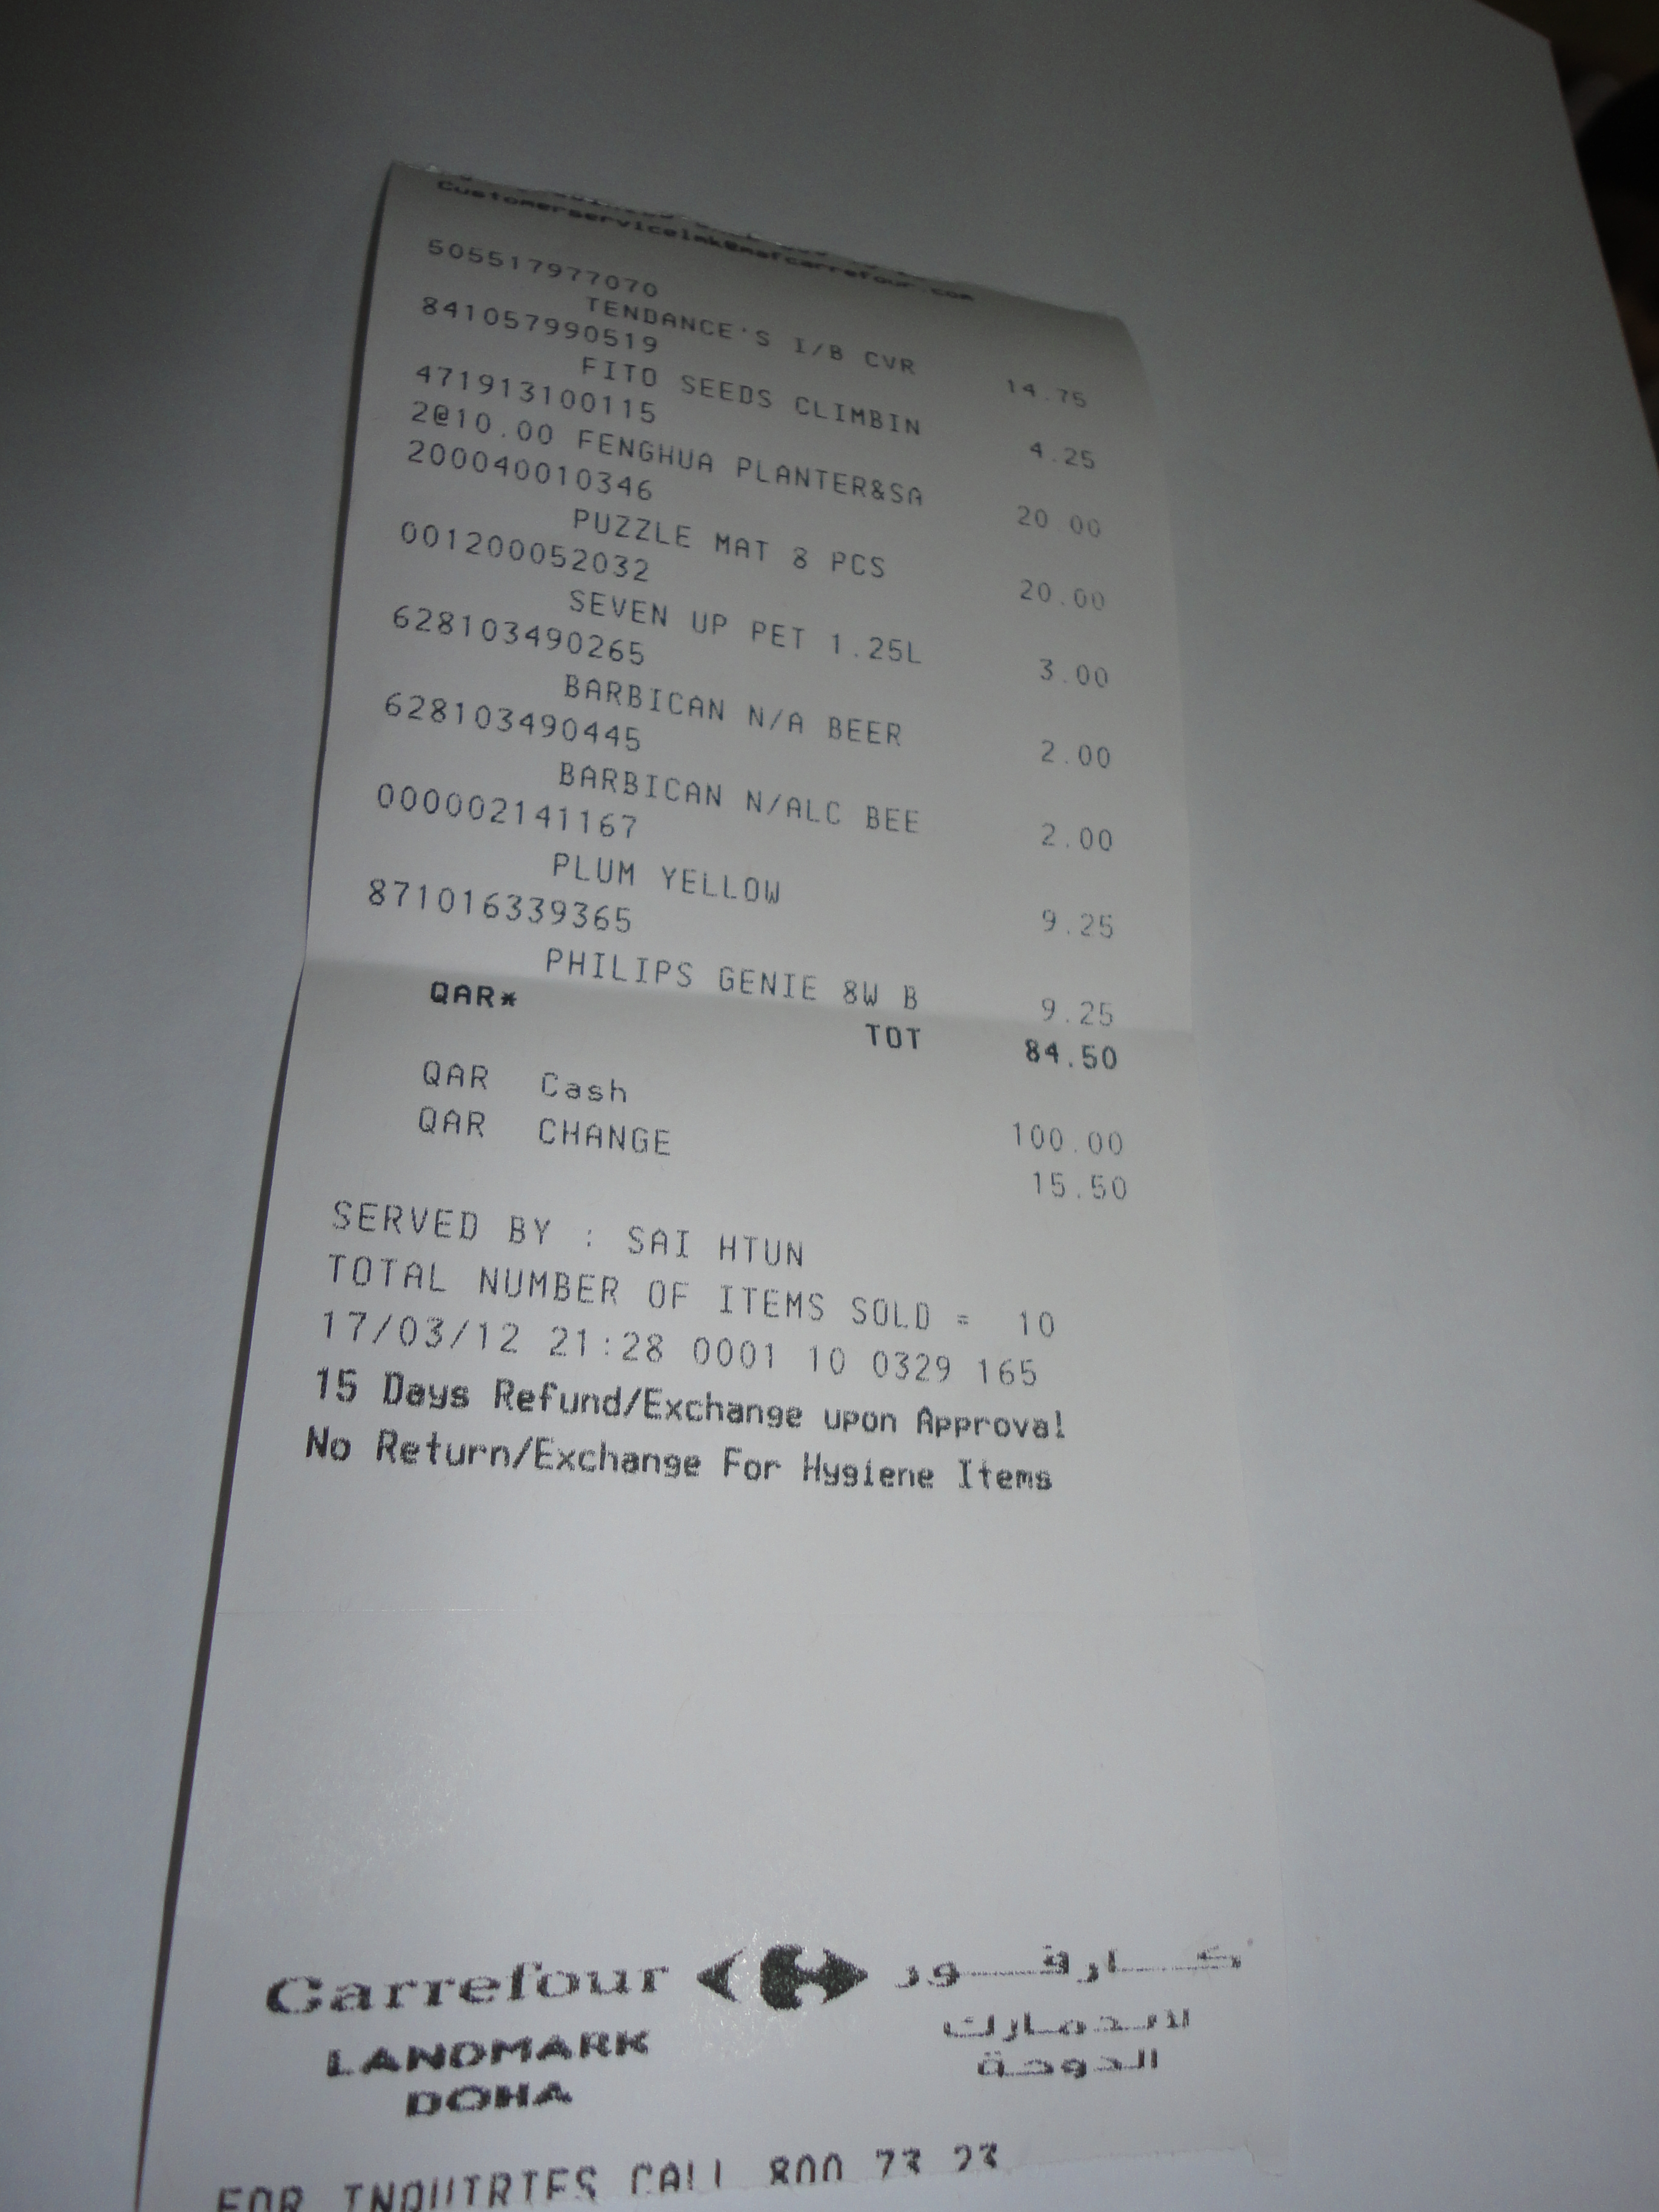 Customerservicelmk@mafcarrefour.com
505517977070
TENDANCE'S I/B CVR 14.75
841057990519
FITO SEEDS CLIMBIN 4.25
471913100115
2@10.00 FENGHUA PLANTER&SA 20.00
200040010346
PUZZLE MAT 8 PCS 20.00
001200052032
SEVEN UP PET 1.25L 3.00
628103490265
BARBICAN N/A BEER 2.00
628103490445
BARBICAN N/ALC BEE 2.00
000002141167
PLUM YELLOW 9.25
871016339365
PHILIPS GENIE 8W B 9.25
QAR* TOT 84.50
QAR Cash 100.00
QAR CHANGE 15.50
SERVED BY : SAI HTUN
TOTAL NUMBER OF ITEMS SOLD = 10
17/03/12 21:28 0001 10 0329 165
15 Days Refund/Exchange upon Approval
No Return/Exchange For Hygiene Items
Carrefour كارفور
LANDMARK لاندمارك
DOHA الدوحة
FOR INQUIRIES CALL 800 73 23